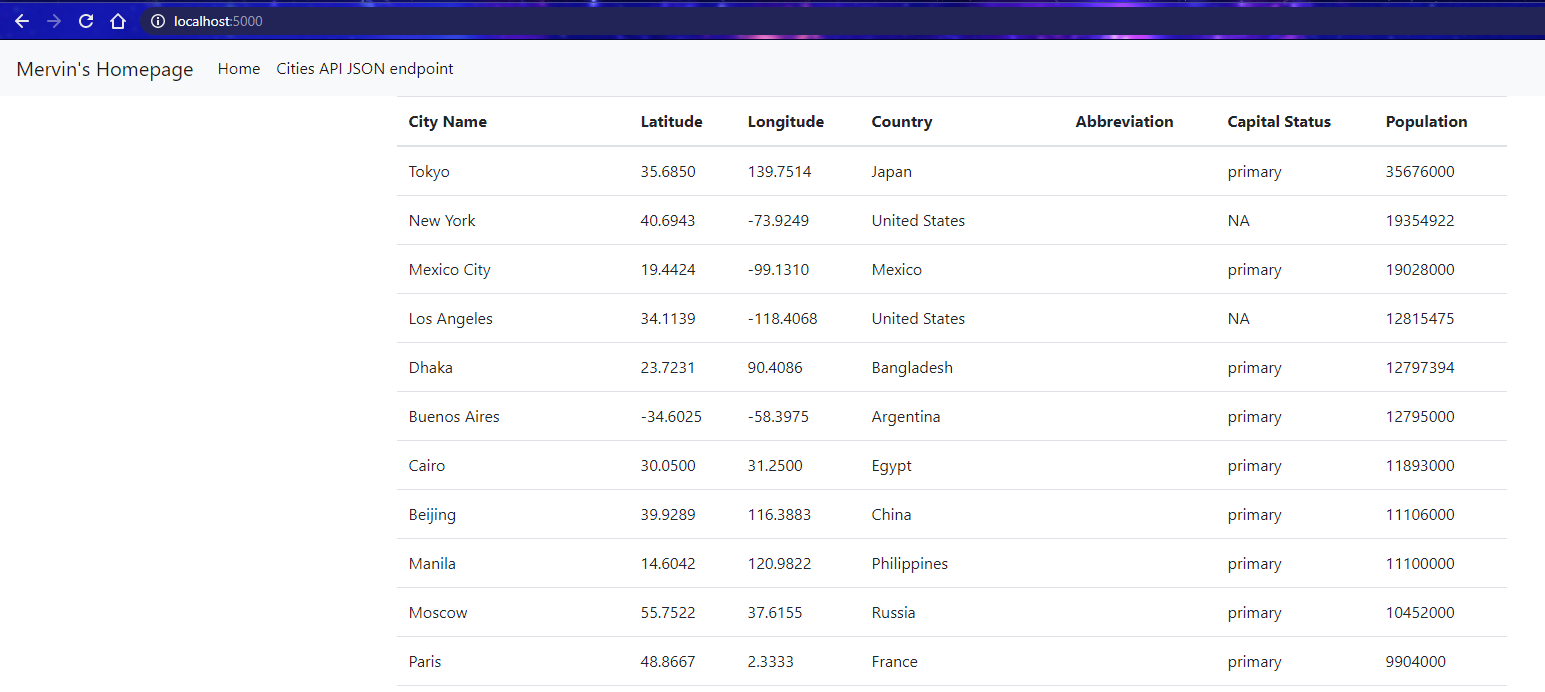 localhost:5000
Mervin's Homepage Home Cities API JSON endpoint
City Name Latitude Longitude Country Abbreviation Capital Status Population
Tokyo 35.6850 139.7514 Japan primary 35676000
New York 40.6943 -73.9249 United States NA 19354922
Mexico City 19.4424 -99.1310 Mexico primary 19028000
Los Angeles 34.1139 -118.4068 United States NA 12815475
Dhaka 23.7231 90.4086 Bangladesh primary 12797394
Buenos Aires -34.6025 -58.3975 Argentina primary 12795000
Cairo 30.0500 31.2500 Egypt primary 11893000
Beijing 39.9289 116.3883 China primary 11106000
Manila 14.6042 120.9822 Philippines primary 11100000
Moscow 55.7522 37.6155 Russia primary 10452000
Paris 48.8667 2.3333 France primary 9904000